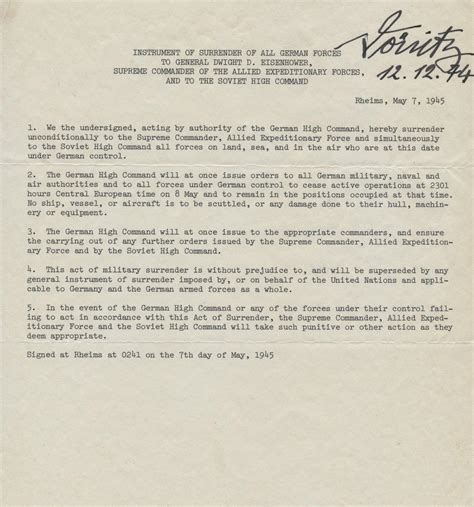 Dönitz
12.12.74
INSTRUMENT OF SURRENDER OF ALL GERMAN FORCES
TO GENERAL DWIGHT D. EISENHOWER,
SUPREME COMMANDER OF THE ALLIED EXPEDITIONARY FORCES,
AND TO THE SOVIET HIGH COMMAND
Rheims, May 7, 1945
1. We the undersigned, acting by authority of the German High Command, hereby surrender
unconditionally to the Supreme Commander, Allied Expeditionary Force and simultaneously
to the Soviet High Command all forces on land, sea, and in the air who are at this date
under German control.
2. The German High Command will at once issue orders to all German military, naval and
air authorities and to all forces under German control to cease active operations at 2301
hours Central European time on 8 May and to remain in the positions occupied at that time.
No ship, vessel, or aircraft is to be scuttled, or any damage done to their hull, machin-
ery or equipment.
3. The German High Command will at once issue to the appropriate commanders, and ensure
the carrying out of any further orders issued by the Supreme Commander, Allied Expedition-
ary Force and by the Soviet High Command.
4. This act of military surrender is without prejudice to, and will be superseded by any
general instrument of surrender imposed by, or on behalf of the United Nations and appli-
cable to Germany and the German armed forces as a whole.
5. In the event of the German High Command or any of the forces under their control fail-
ing to act in accordance with this Act of Surrender, the Supreme Commander, Allied Exped-
itionary Force and the Soviet High Command will take such punitive or other action as they
deem appropriate.
Signed at Rheims at 0241 on the 7th day of May, 1945